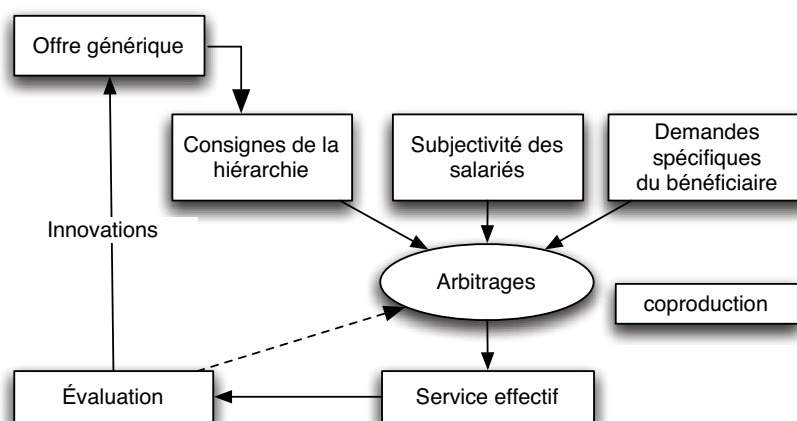 Offre générique
Consignes de la
hiérarchie
Subjectivité des
salariés
Demandes
spécifiques
du bénéficiaire
Innovations
Arbitrages
coproduction
Évaluation
Service effectif